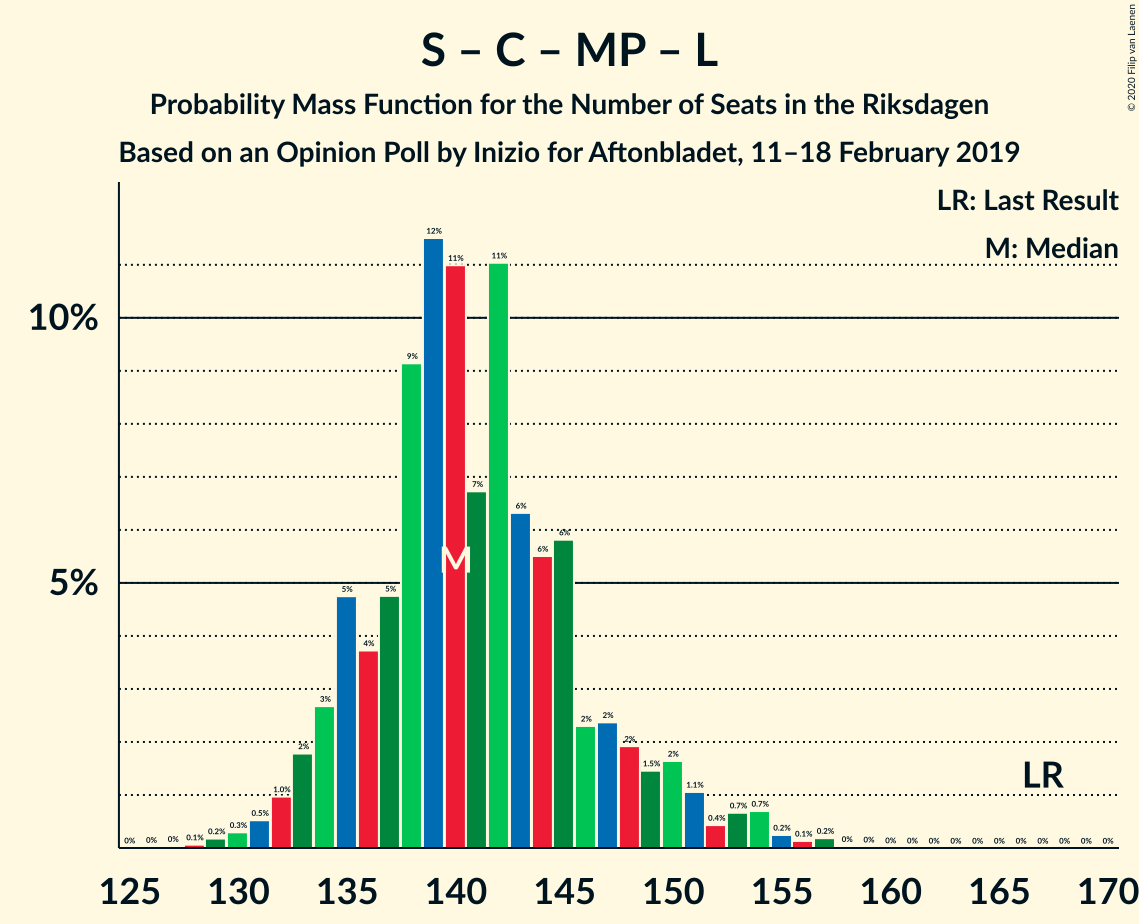 S – C – MP – L
Probability Mass Function for the Number of Seats in the Riksdagen
Based on an Opinion Poll by Inizio for Aftonbladet, 11–18 February 2019
© 2020 Filip van Laenen
LR: Last Result
M: Median
10%
5%
0% 0% 0% 0.1% 0.2% 0.3% 0.5% 1.0% 2% 3% 5% 4% 5% 9% 12% 11% 7% 11% 6% 6% 6% 2% 2% 2% 1.5% 2% 1.1% 0.4% 0.7% 0.7% 0.2% 0.1% 0.2% 0% 0% 0% 0% 0% 0% 0% 0% 0% 0% 0% 0% 0%
M
LR
125 130 135 140 145 150 155 160 165 170